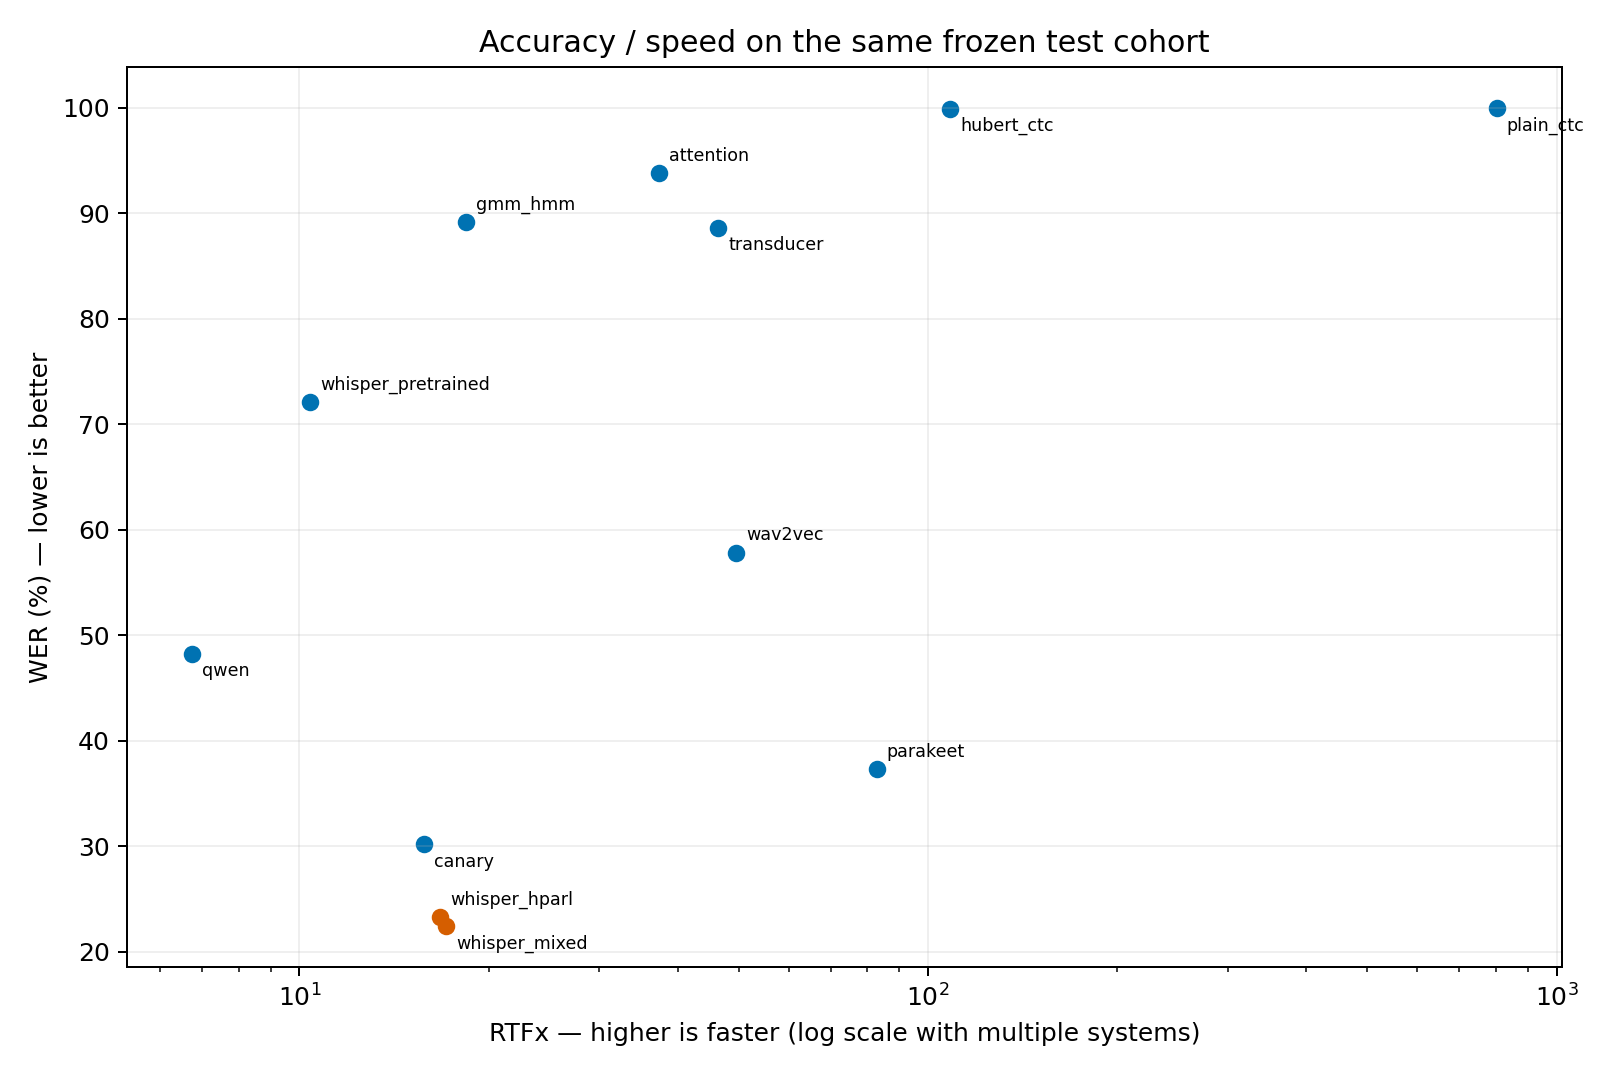 Accuracy / speed on the same frozen test cohort
WER (%) — lower is better
100
90
80
70
60
50
40
30
20
hubert_ctc
plain_ctc
attention
gmm_hmm
transducer
whisper_pretrained
wav2vec
qwen
parakeet
canary
whisper_hparl
whisper_mixed
10¹ 10² 10³
RTFx — higher is faster (log scale with multiple systems)